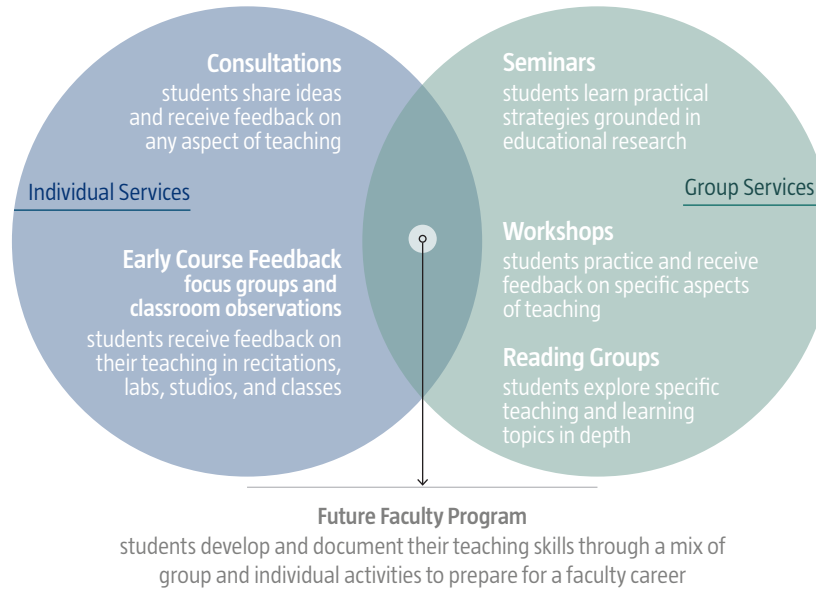 Consultations
students share ideas
and receive feedback on
any aspect of teaching
Individual Services
Early Course Feedback
focus groups and
classroom observations
students receive feedback on
their teaching in recitations,
labs, studios, and classes
Seminars
students learn practical
strategies grounded in
educational research
Group Services
Workshops
students practice and receive
feedback on specific aspects
of teaching
Reading Groups
students explore specific
teaching and learning
topics in depth
Future Faculty Program
students develop and document their teaching skills through a mix of
group and individual activities to prepare for a faculty career